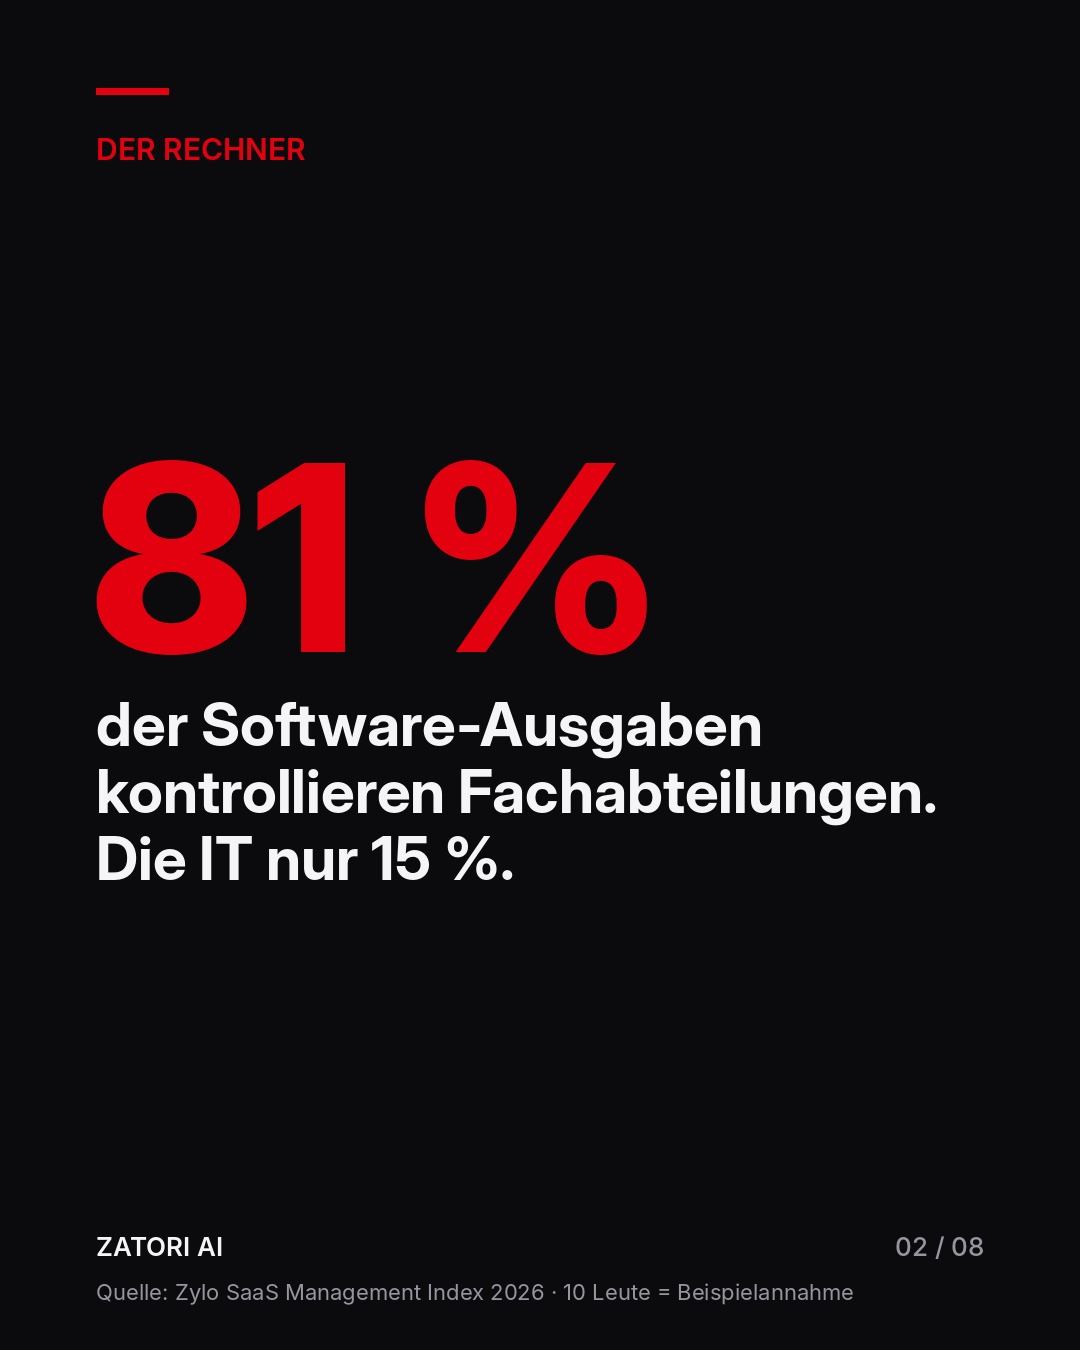 DER RECHNER
81 %
der Software-Ausgaben
kontrollieren Fachabteilungen.
Die IT nur 15 %.
ZATORI AI
02 / 08
Quelle: Zylo SaaS Management Index 2026 · 10 Leute = Beispielannahme